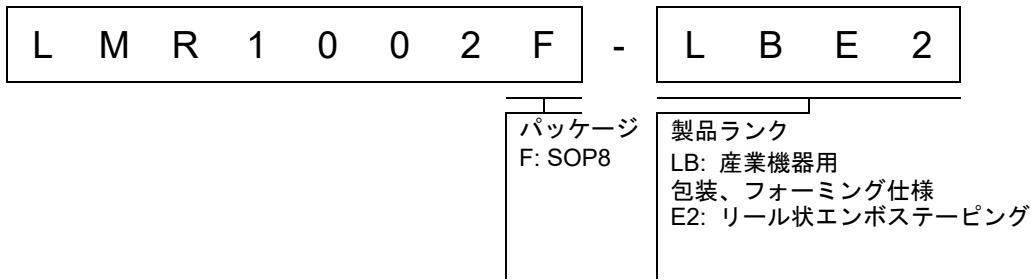 L M R 1 0 0 2 F - L B E 2
パッケージ
F: SOP8
製品ランク
LB: 産業機器用
包装、フォーミング仕様
E2: リール状エンボステーピング